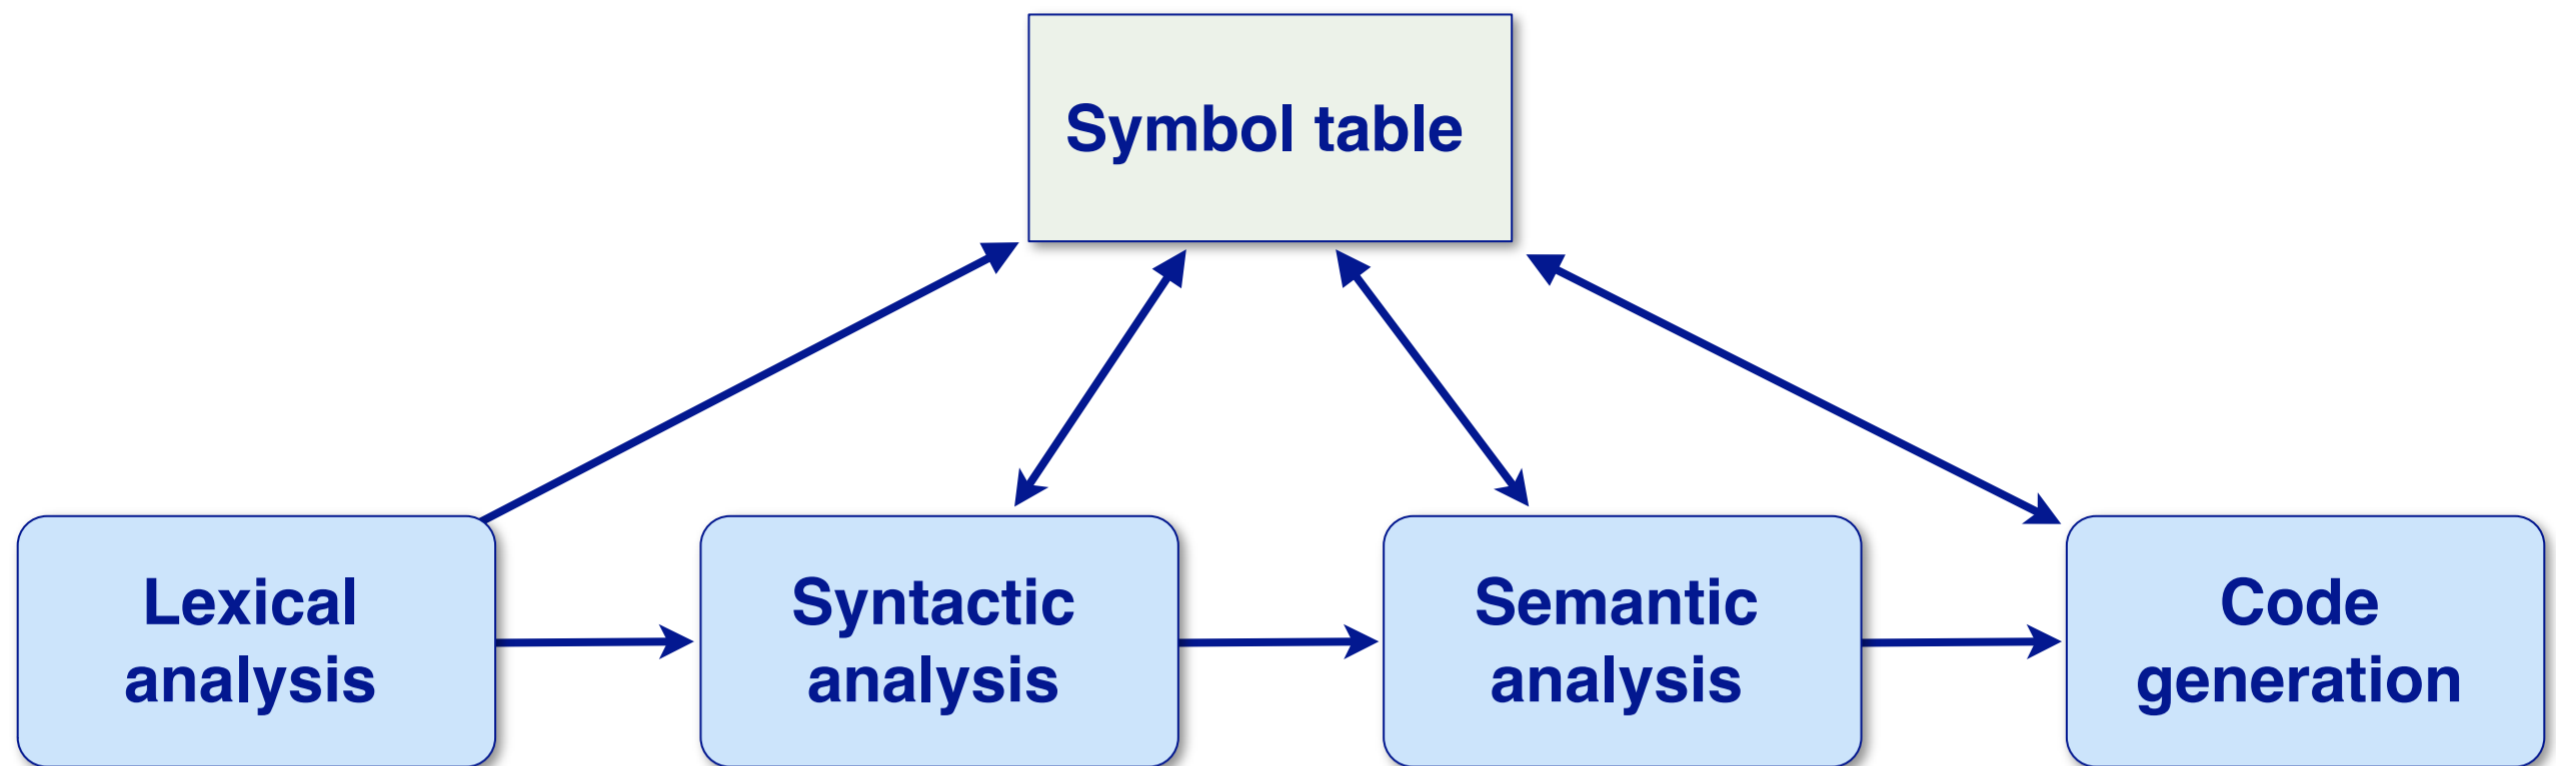 Symbol table
Lexical
analysis
Syntactic
analysis
Semantic
analysis
Code
generation